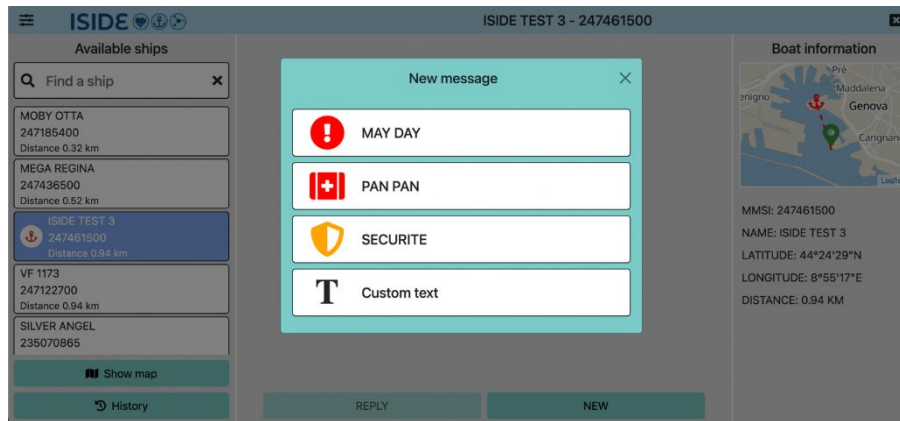 ISIDE
ISIDE TEST 3 - 247461500
Available ships
Find a ship
MOBY OTTA
247185400
Distance 0.32 km
MEGA REGINA
247436500
Distance 0.52 km
ISIDE TEST 3
247461500
Distance 0.94 km
VF 1173
247122700
Distance 0.94 km
SILVER ANGEL
235070865
Show map
History
New message
MAY DAY
PAN PAN
SECURITE
T Custom text
REPLY
NEW
Boat information
Pré
Maddalena
enigno
Genova
Carignan
Leafle
MMSI: 247461500
NAME: ISIDE TEST 3
LATITUDE: 44°24'29"N
LONGITUDE: 8°55'17"E
DISTANCE: 0.94 KM